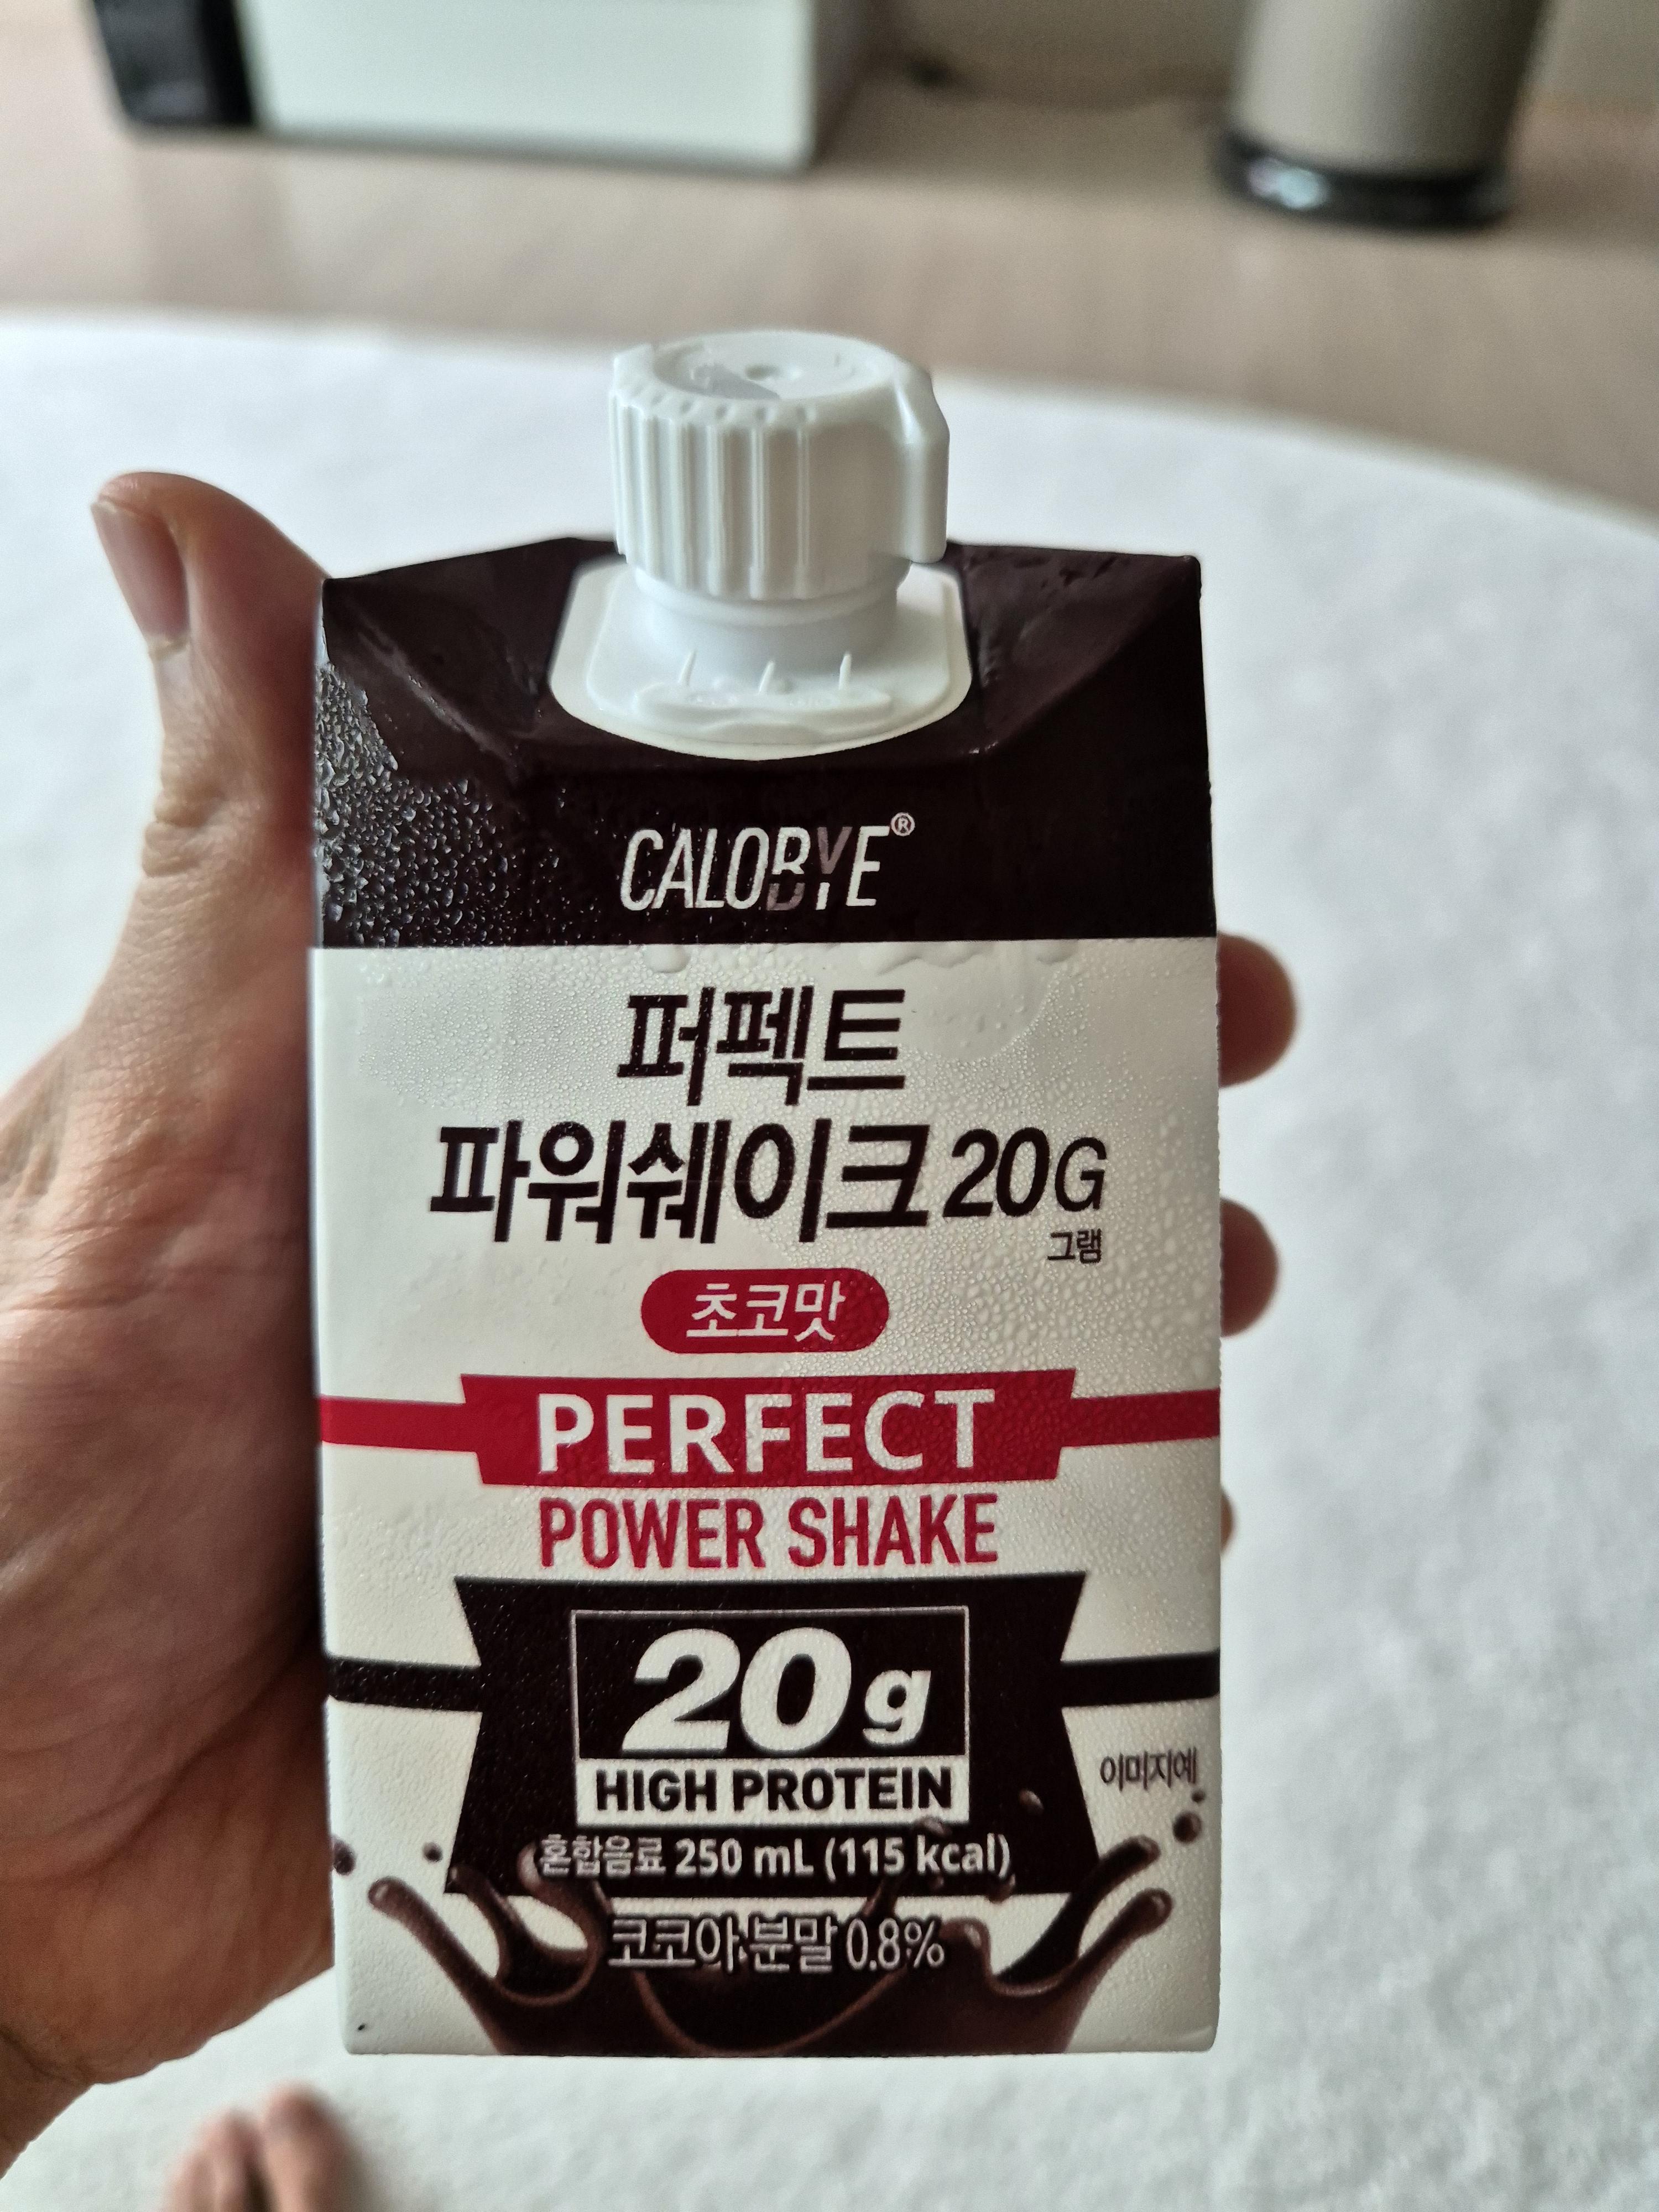 CALOBYE®
퍼펙트
파워쉐이크 20G
그램
초코맛
PERFECT
POWER SHAKE
20g
HIGH PROTEIN
이미지예
혼합음료 250 mL (115 kcal)
코코아분말 0.8%